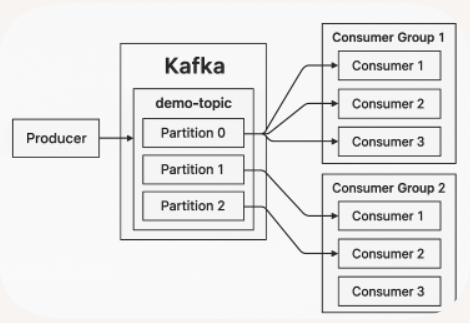 Producer
Kafka
demo-topic
Partition 0
Partition 1
Partition 2
Consumer Group 1
Consumer 1
Consumer 2
Consumer 3
Consumer Group 2
Consumer 1
Consumer 2
Consumer 3